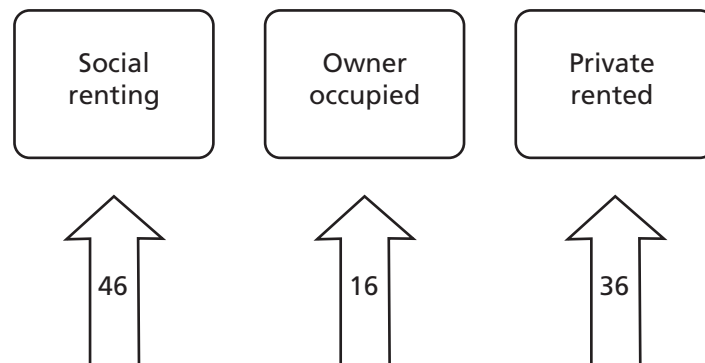 Social
renting
Owner
occupied
Private
rented
46
16
36